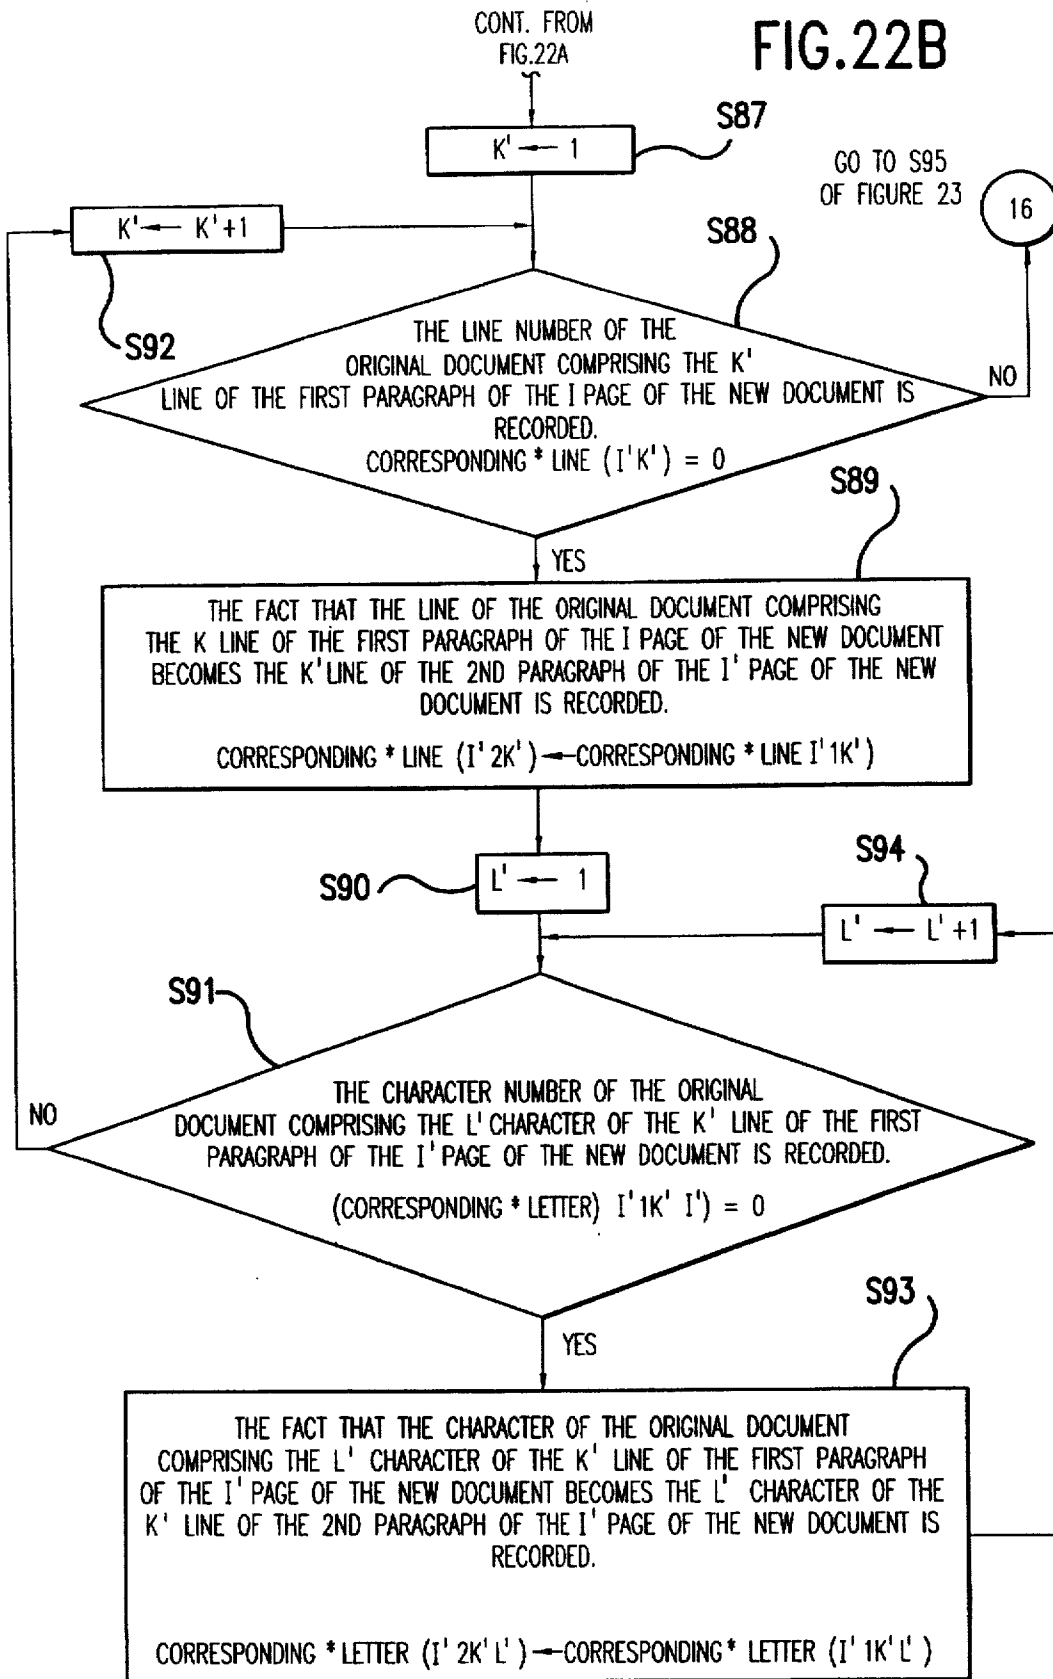 CONT. FROM
FIG.22A
FIG.22B
S87
K' ← 1
GO TO S95
OF FIGURE 23
16
K' ← K'+1
S92
S88
THE LINE NUMBER OF THE
ORIGINAL DOCUMENT COMPRISING THE K'
LINE OF THE FIRST PARAGRAPH OF THE I PAGE OF THE NEW DOCUMENT IS
RECORDED.
CORRESPONDING * LINE (I'K') = 0
NO
YES
S89
THE FACT THAT THE LINE OF THE ORIGINAL DOCUMENT COMPRISING
THE K LINE OF THE FIRST PARAGRAPH OF THE I PAGE OF THE NEW DOCUMENT
BECOMES THE K' LINE OF THE 2ND PARAGRAPH OF THE I' PAGE OF THE NEW
DOCUMENT IS RECORDED.
CORRESPONDING * LINE (I' 2K') ← CORRESPONDING * LINE I' 1K')
S90
L' ← 1
S94
L' ← L'+1
S91
THE CHARACTER NUMBER OF THE ORIGINAL
DOCUMENT COMPRISING THE L' CHARACTER OF THE K' LINE OF THE FIRST
PARAGRAPH OF THE I' PAGE OF THE NEW DOCUMENT IS RECORDED.
(CORRESPONDING * LETTER) I' 1K' I') = 0
NO
YES
S93
THE FACT THAT THE CHARACTER OF THE ORIGINAL DOCUMENT
COMPRISING THE L' CHARACTER OF THE K' LINE OF THE FIRST PARAGRAPH
OF THE I' PAGE OF THE NEW DOCUMENT BECOMES THE L' CHARACTER OF THE
K' LINE OF THE 2ND PARAGRAPH OF THE I' PAGE OF THE NEW DOCUMENT IS
RECORDED.
CORRESPONDING * LETTER (I' 2K' L') ← CORRESPONDING * LETTER (I' 1K' L')